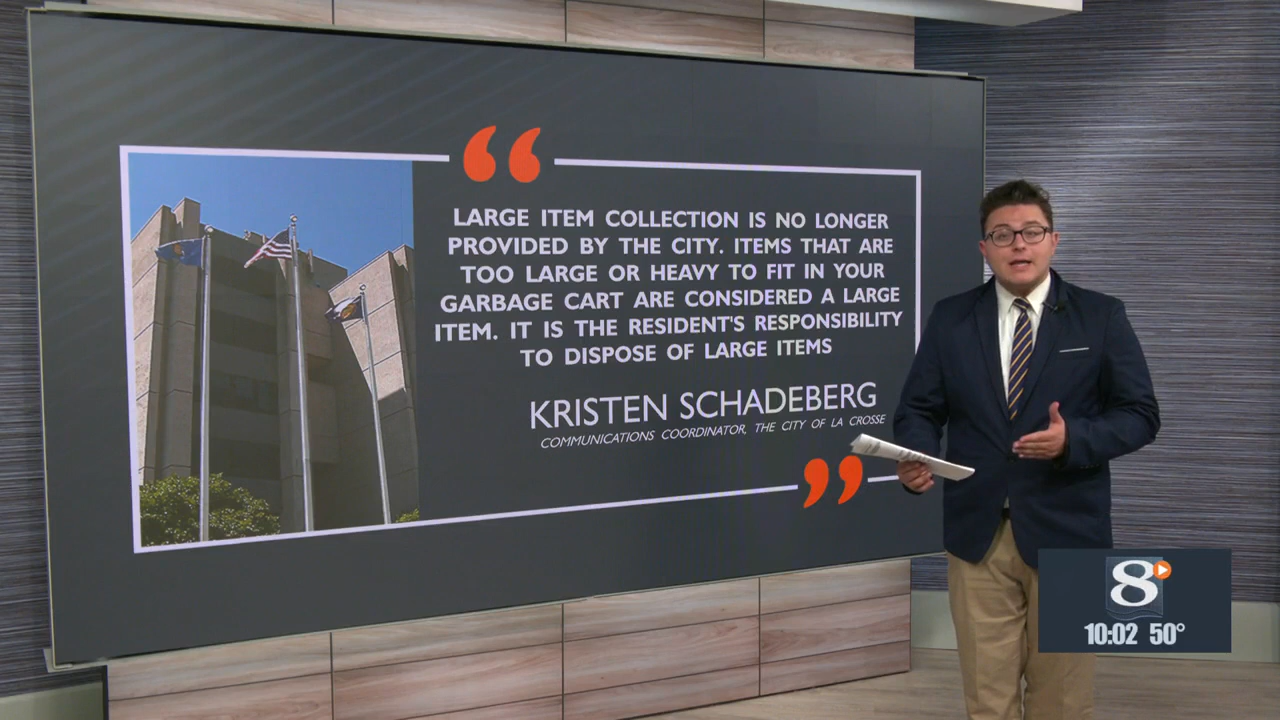 “
LARGE ITEM COLLECTION IS NO LONGER
PROVIDED BY THE CITY. ITEMS THAT ARE
TOO LARGE OR HEAVY TO FIT IN YOUR
GARBAGE CART ARE CONSIDERED A LARGE
ITEM. IT IS THE RESIDENT'S RESPONSIBILITY
TO DISPOSE OF LARGE ITEMS
KRISTEN SCHADEBERG
COMMUNICATIONS COORDINATOR, THE CITY OF LA CROSSE
”
8
10:02 50°